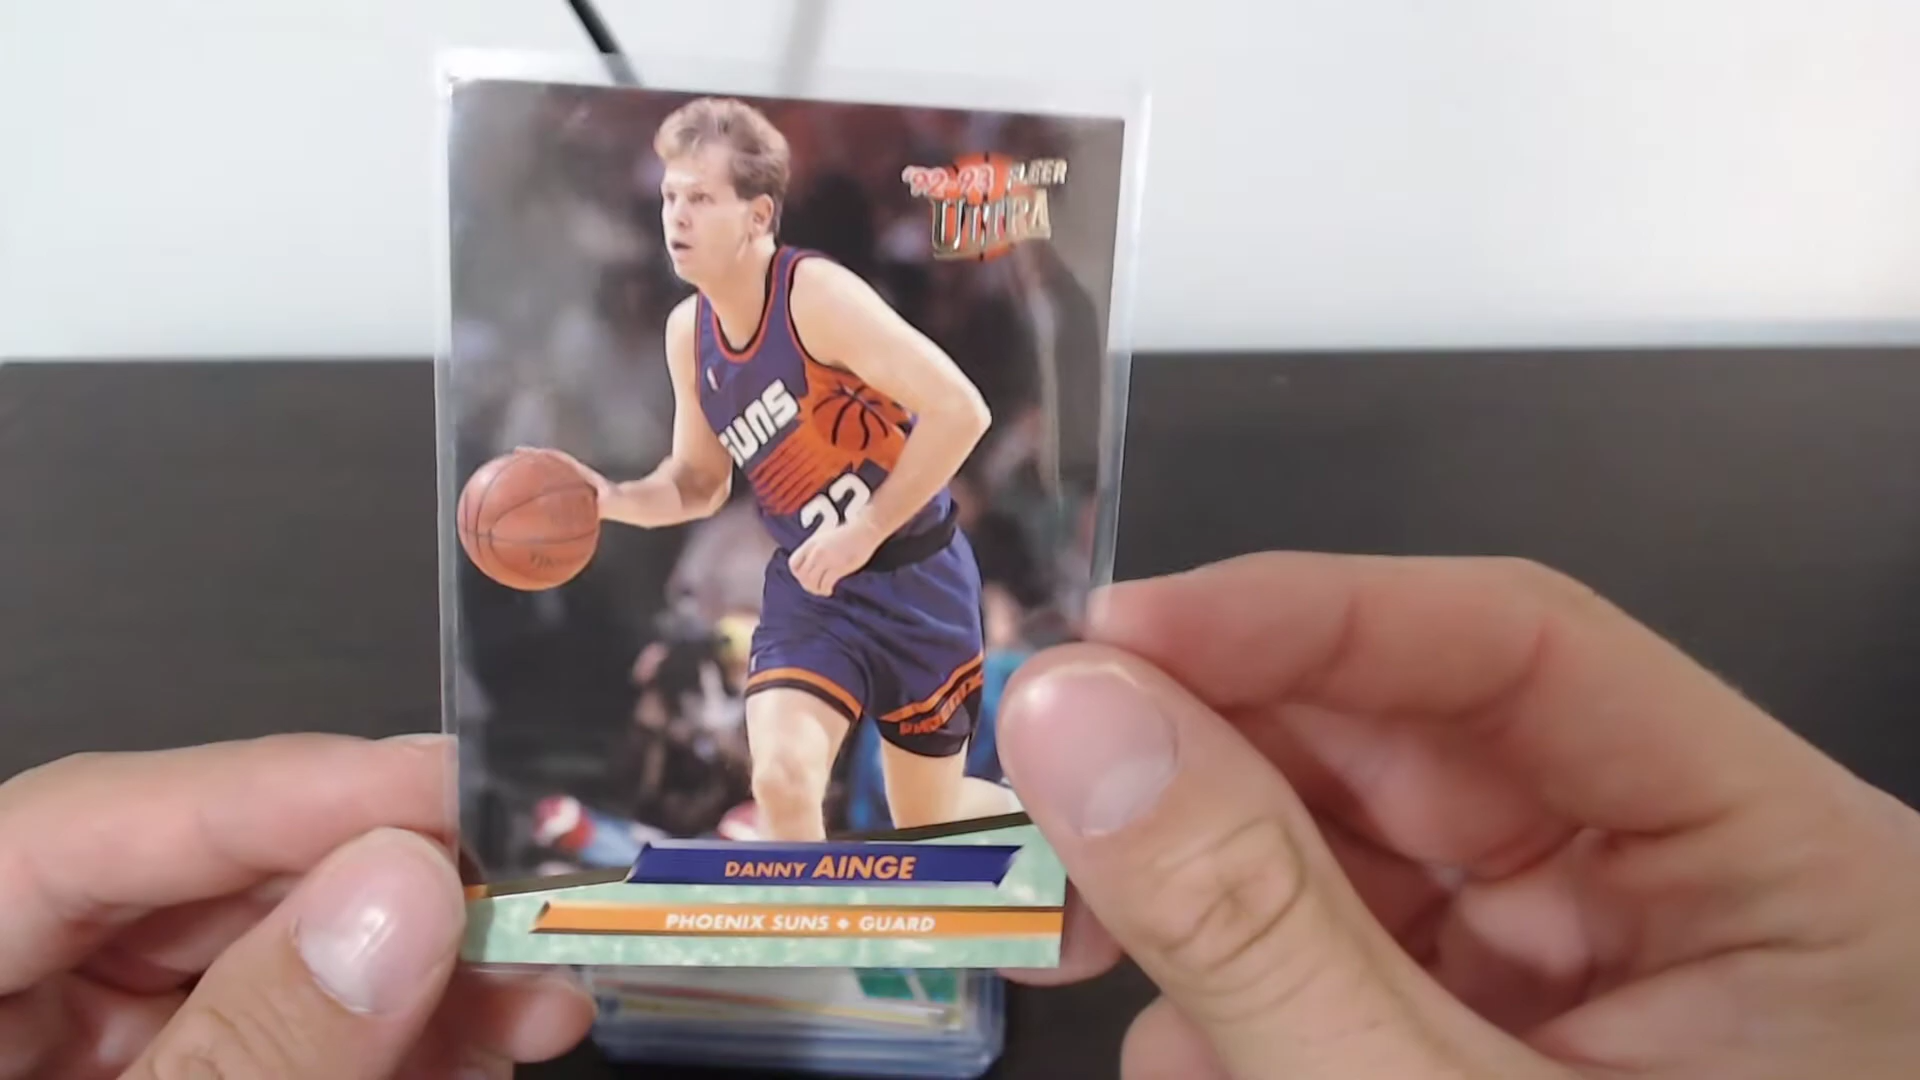 '92-93 FLEER
ULTRA
SUNS
22
DANNY AINGE
PHOENIX SUNS ♦ GUARD